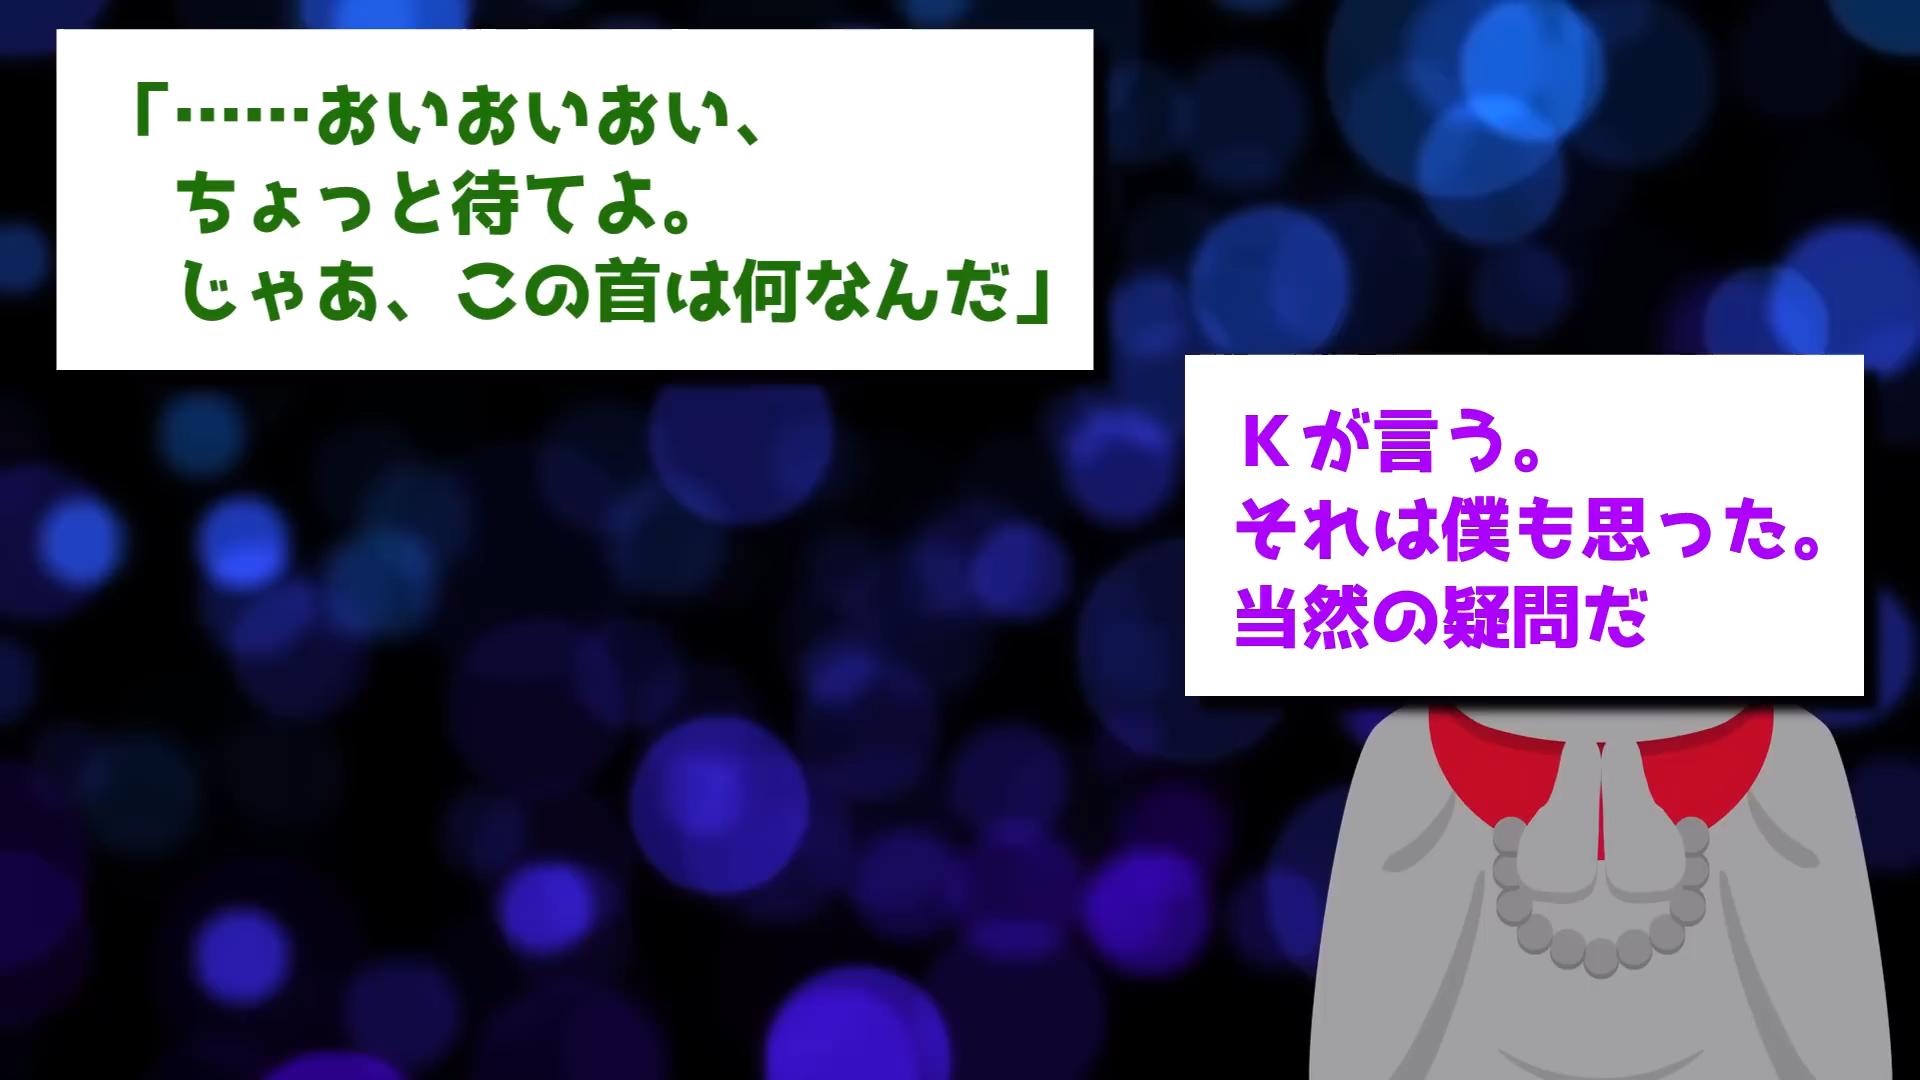 「……おいおいおい、
ちょっと待てよ。
じゃあ、この首は何なんだ」
Kが言う。
それは僕も思った。
当然の疑問だ